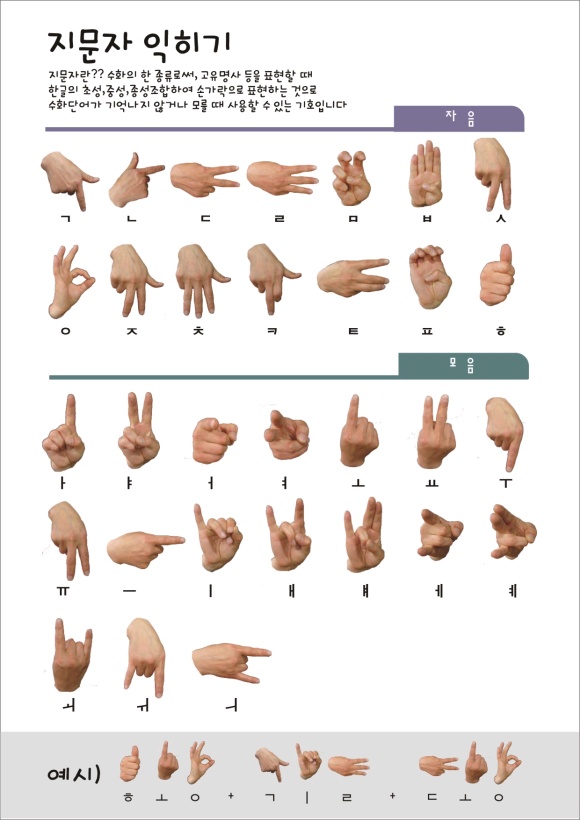 지문자 익히기
지문자란?? 수화의 한 종류로써, 고유명사 등을 표현할 때
한글의 초성,중성,종성조합하여 손가락으로 표현하는 것으로
수화단어가 기억나지 않거나 모를 때 사용할 수 있는 기호입니다
자 음
ㄱ ㄴ ㄷ ㄹ ㅁ ㅂ ㅅ
ㅇ ㅈ ㅊ ㅋ ㅌ ㅍ ㅎ
모 음
ㅏ ㅑ ㅓ ㅕ ㅗ ㅛ ㅜ
ㅠ ㅡ ㅣ ㅐ ㅒ ㅔ ㅖ
ㅚ ㅟ ㅢ
예시)
ㅎ ㅗ ㅇ + ㄱ ㅣ ㄹ + ㄷ ㅗ ㅇ